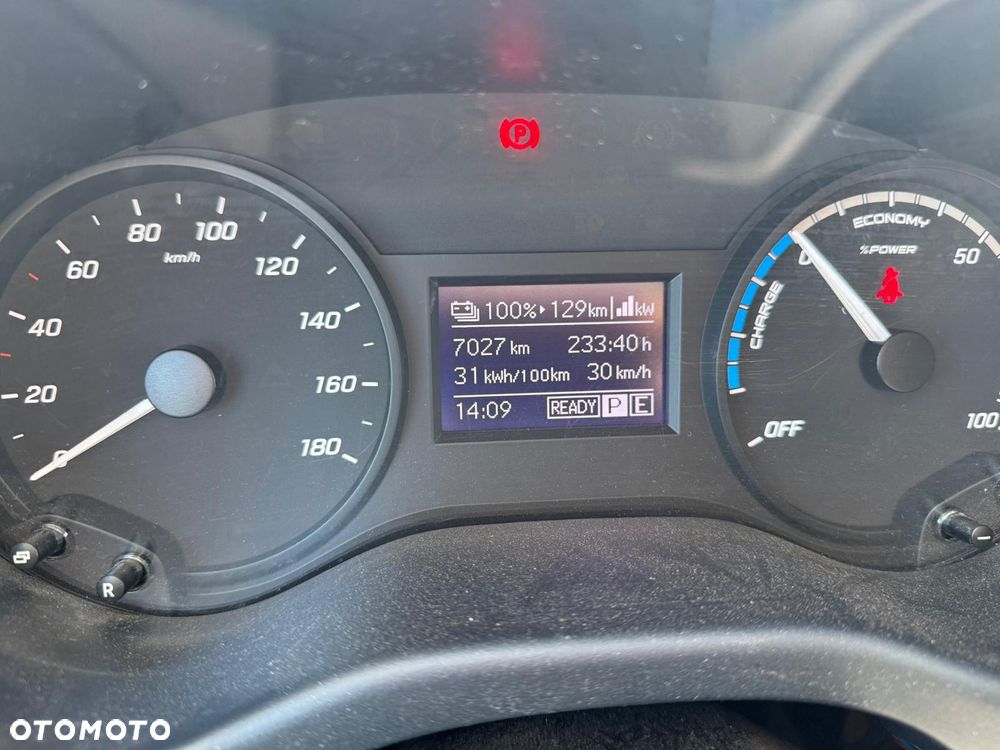 P
80
100
km/h
60
120
40
140
20
160
0
180
R
100% 129 km kW
7027 km 233:40 h
31 kWh/100km 30 km/h
14:09 READY P E
ECONOMY
% POWER
0
50
CHARGE
OFF
100
OTOMOTO